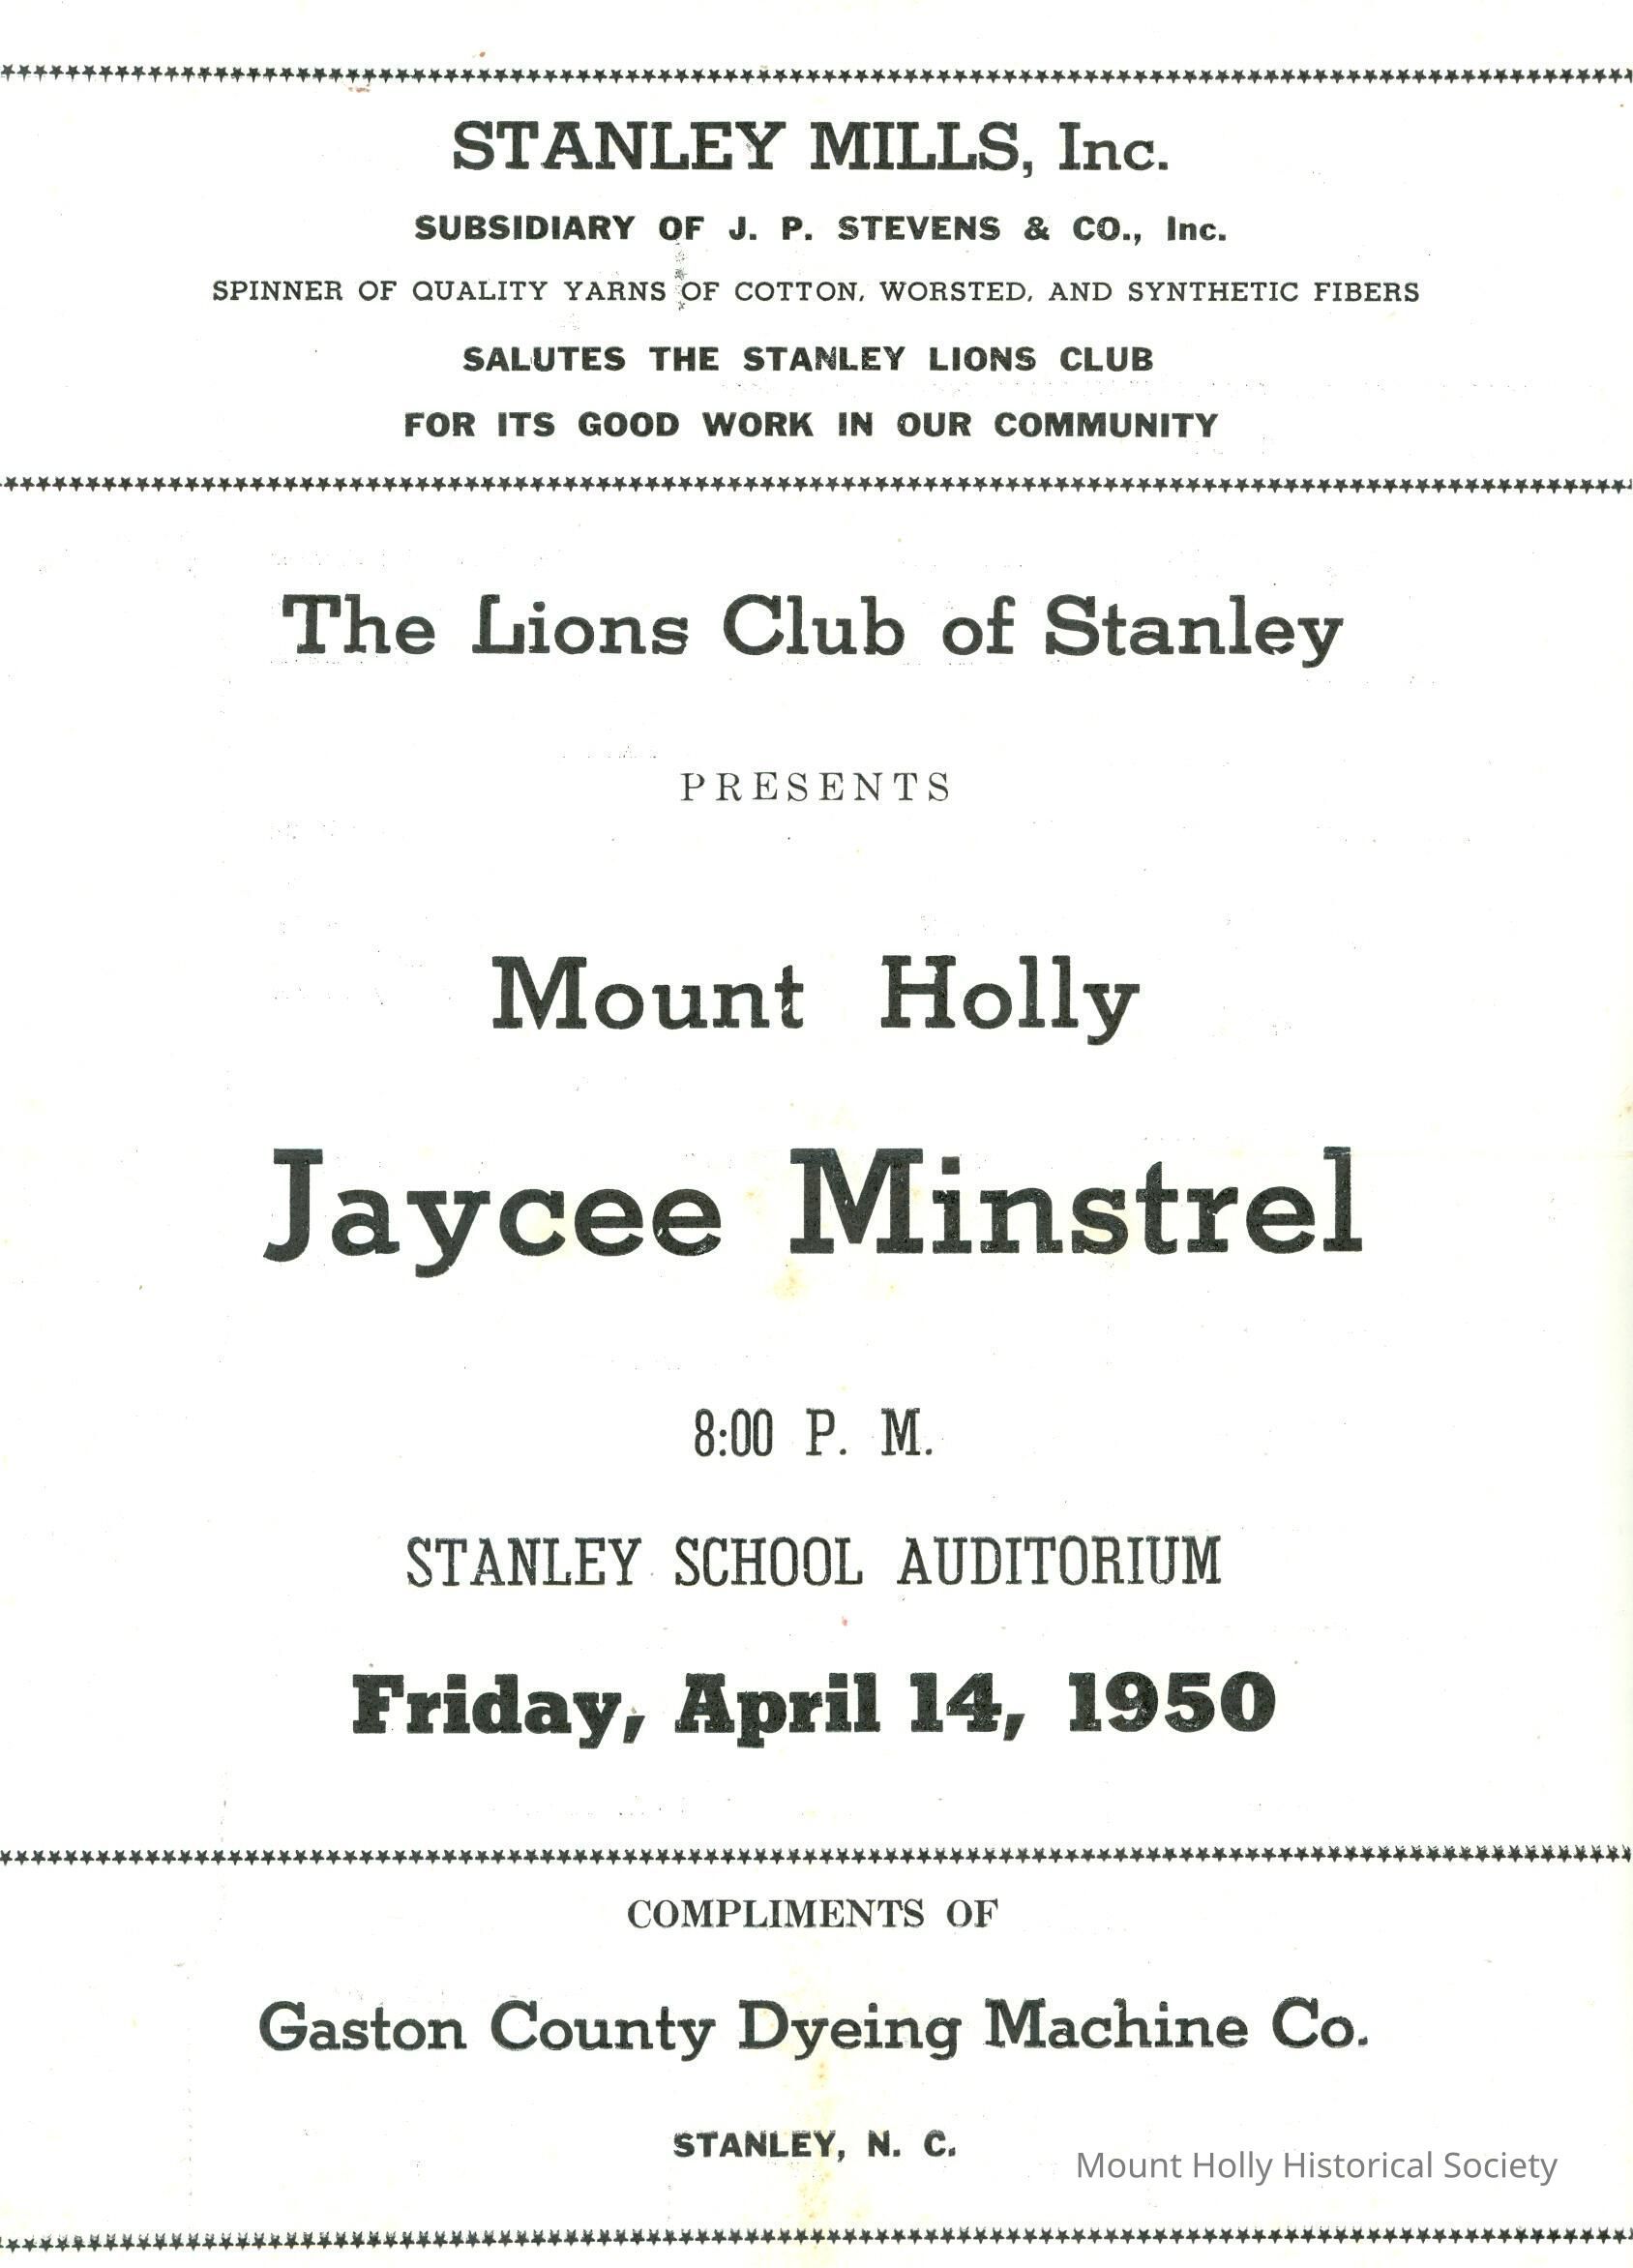 STANLEY MILLS, Inc.
SUBSIDIARY OF J. P. STEVENS & CO., Inc.
SPINNER OF QUALITY YARNS OF COTTON, WORSTED, AND SYNTHETIC FIBERS
SALUTES THE STANLEY LIONS CLUB
FOR ITS GOOD WORK IN OUR COMMUNITY
The Lions Club of Stanley
PRESENTS
Mount Holly
Jaycee Minstrel
8:00 P. M.
STANLEY SCHOOL AUDITORIUM
Friday, April 14, 1950
COMPLIMENTS OF
Gaston County Dyeing Machine Co.
STANLEY, N. C.
Mount Holly Historical Society